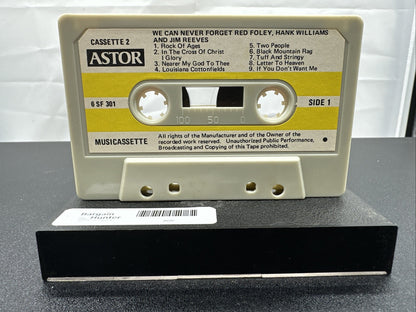 CASSETTE 2
WE CAN NEVER FORGET RED FOLEY, HANK WILLIAMS
AND JIM REEVES
ASTOR
1. Rock Of Ages
2. In The Cross Of Christ
I Glory
3. Nearer My God To Thee
4. Louisiana Cottonfields
5. Two People
6. Black Mountain Rag
7. Tuff And Stringy
8. Letter To Heaven
9. If You Don't Want Me
6 SF 301
SIDE 1
100 50 0
MUSICASSETTE
All rights of the Manufacturer and of the Owner of the
recorded work reserved. Unauthorized Public Performance,
Broadcasting and Copying of this Tape prohibited.
Bargain
Hunter